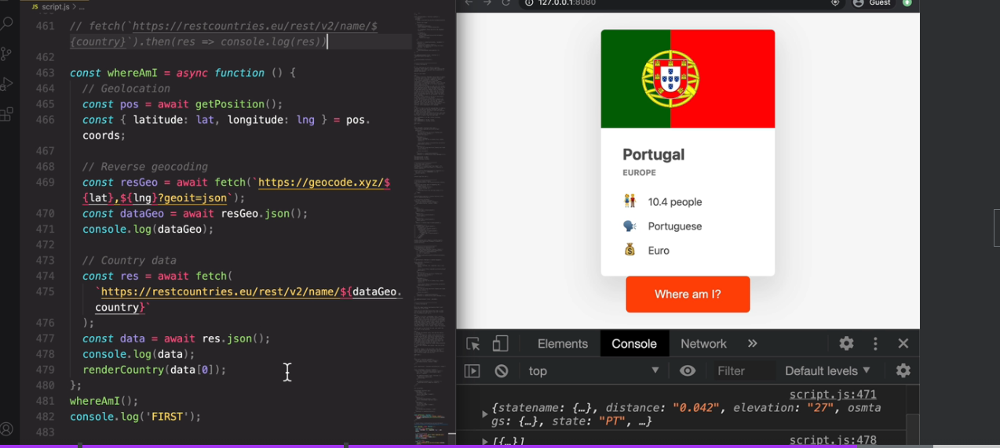 JS script.js > ...
127.0.0.1:8080
Guest
461 // fetch(`https://restcountries.eu/rest/v2/name/$
{country}`).then(res => console.log(res))
462
463 const whereAmI = async function () {
464 // Geolocation
465 const pos = await getPosition();
466 const { latitude: lat, longitude: lng } = pos.
coords;
467
468 // Reverse geocoding
469 const resGeo = await fetch(`https://geocode.xyz/$
{lat},${lng}?geoit=json`);
470 const dataGeo = await resGeo.json();
471 console.log(dataGeo);
472
473 // Country data
474 const res = await fetch(
475 `https://restcountries.eu/rest/v2/name/${dataGeo.
country}`
476 );
477 const data = await res.json();
478 console.log(data);
479 renderCountry(data[0]);
480 };
481 whereAmI();
482 console.log('FIRST');
483
Portugal
EUROPE
10.4 people
Portuguese
Euro
Where am I?
Elements Console Network »
top Filter Default levels ▼
script.js:471
{statename: {…}, distance: "0.042", elevation: "27", osmta
gs: {…}, state: "PT", …}
script.js:478
[{…}]